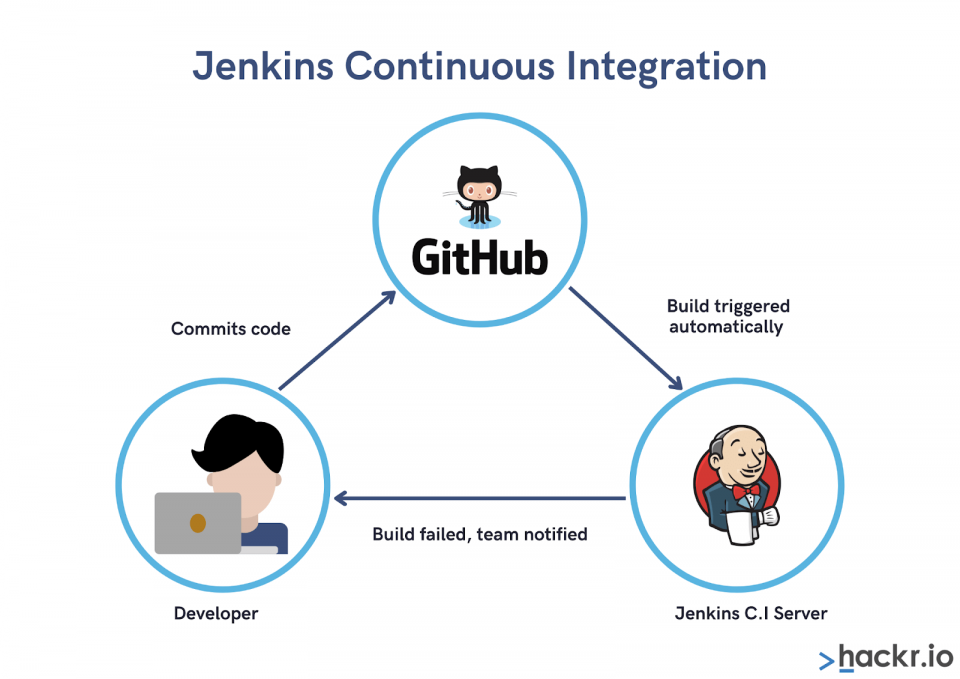 Jenkins Continuous Integration
GitHub
Commits code
Build triggered
automatically
Build failed, team notified
Developer
Jenkins C.I Server
>hackr.io